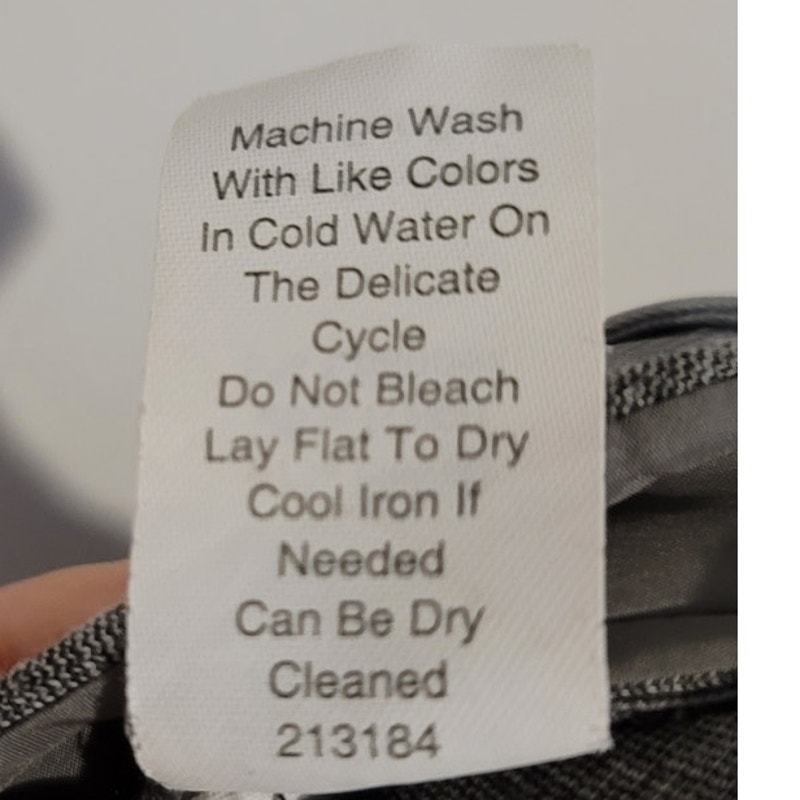 Machine Wash
With Like Colors
In Cold Water On
The Delicate
Cycle
Do Not Bleach
Lay Flat To Dry
Cool Iron If
Needed
Can Be Dry
Cleaned
213184